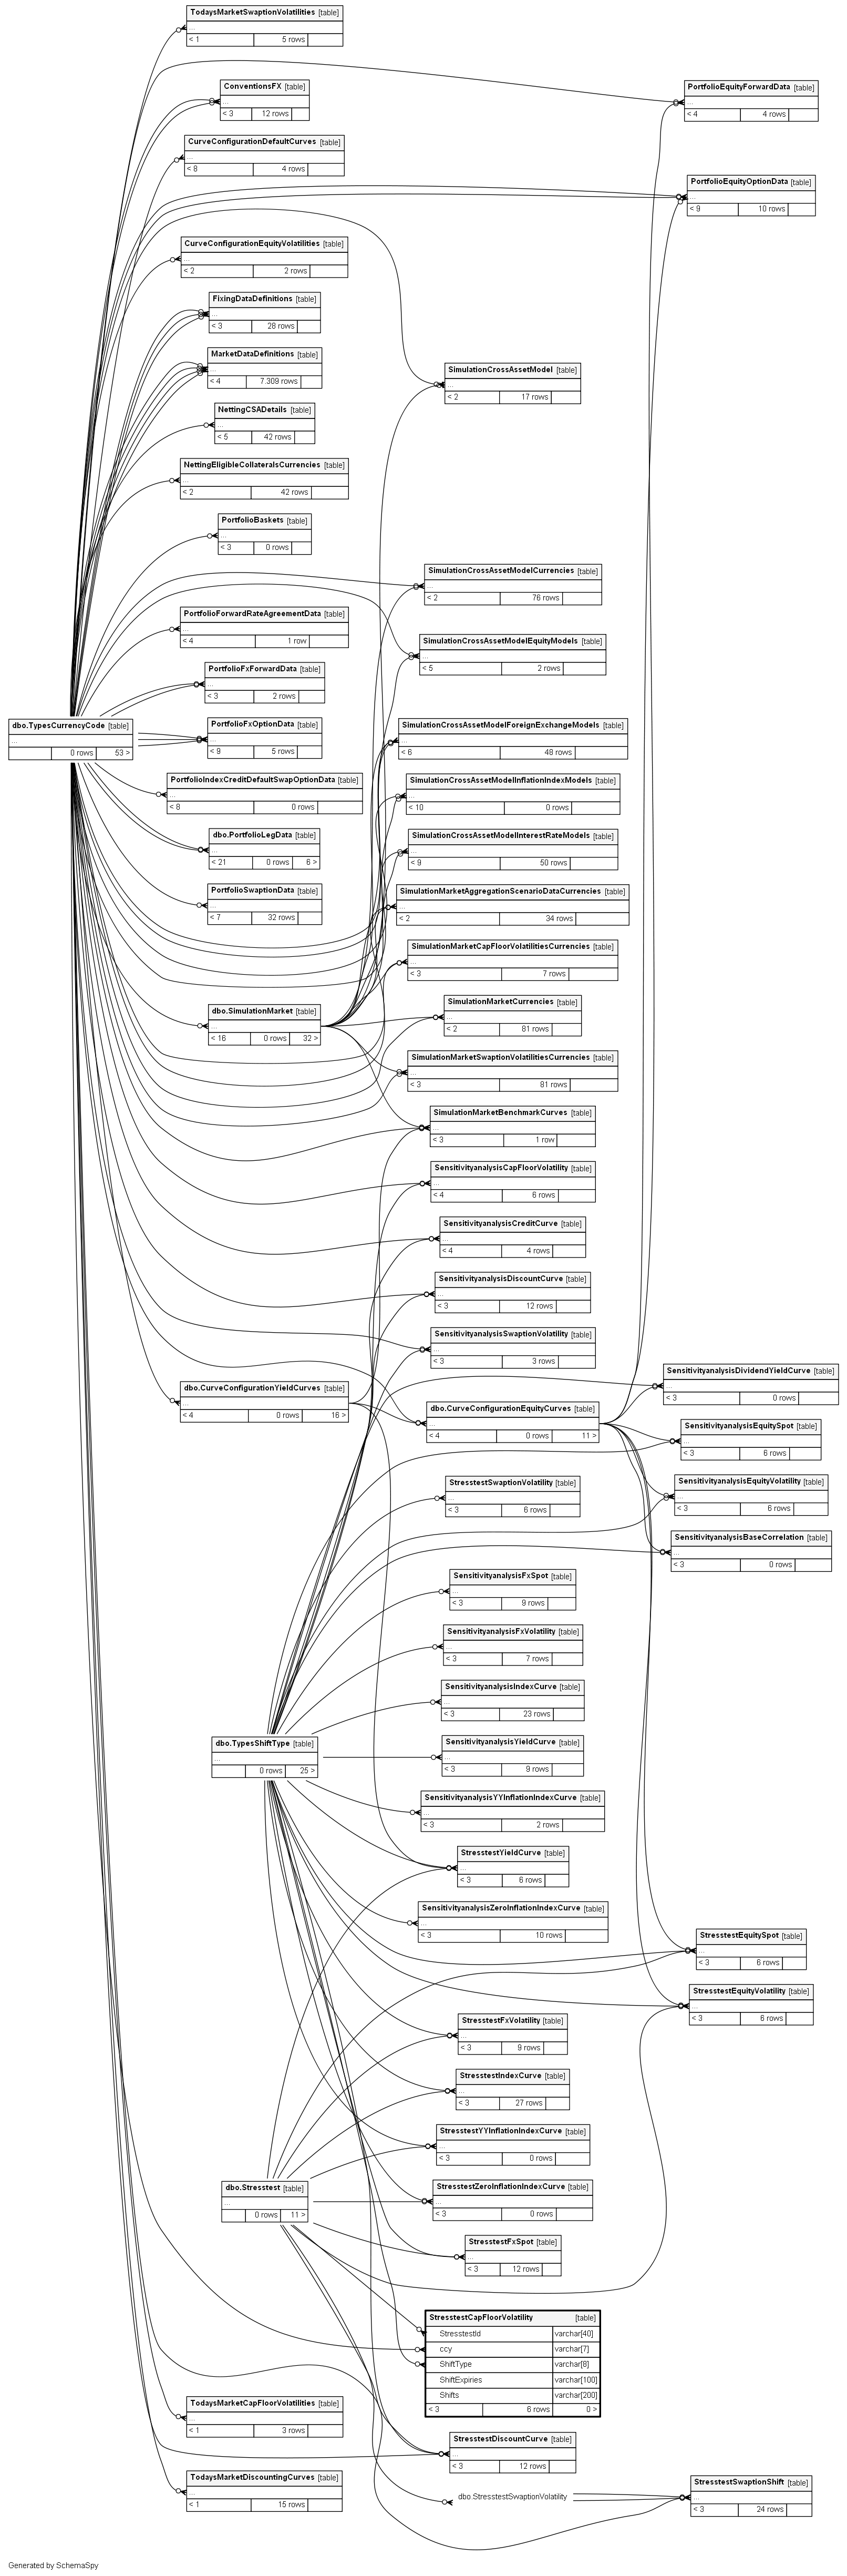 TodaysMarketSwaptionVolatilities [table]
...
< 1 5 rows
ConventionsFX [table]
...
< 3 12 rows
PortfolioEquityForwardData [table]
...
< 4 4 rows
CurveConfigurationDefaultCurves [table]
...
< 8 4 rows
PortfolioEquityOptionData [table]
...
< 9 10 rows
CurveConfigurationEquityVolatilities [table]
...
< 2 2 rows
FixingDataDefinitions [table]
...
< 3 28 rows
MarketDataDefinitions [table]
...
< 4 7.309 rows
SimulationCrossAssetModel [table]
...
< 2 17 rows
NettingCSADetails [table]
...
< 5 42 rows
NettingEligibleCollateralsCurrencies [table]
...
< 2 42 rows
PortfolioBaskets [table]
...
< 3 0 rows
SimulationCrossAssetModelCurrencies [table]
...
< 2 76 rows
PortfolioForwardRateAgreementData [table]
...
< 4 1 row
SimulationCrossAssetModelEquityModels [table]
...
< 5 2 rows
PortfolioFxForwardData [table]
...
< 3 2 rows
dbo.TypesCurrencyCode [table]
...
0 rows 53 >
PortfolioFxOptionData [table]
...
< 9 5 rows
SimulationCrossAssetModelForeignExchangeModels [table]
...
< 6 48 rows
PortfolioIndexCreditDefaultSwapOptionData [table]
...
< 8 0 rows
SimulationCrossAssetModelInflationIndexModels [table]
...
< 10 0 rows
dbo.PortfolioLegData [table]
...
< 21 0 rows 6 >
SimulationCrossAssetModelInterestRateModels [table]
...
< 9 50 rows
PortfolioSwaptionData [table]
...
< 7 32 rows
SimulationMarketAggregationScenarioDataCurrencies [table]
...
< 2 34 rows
SimulationMarketCapFloorVolatilitiesCurrencies [table]
...
< 3 7 rows
dbo.SimulationMarket [table]
...
< 16 0 rows 32 >
SimulationMarketCurrencies [table]
...
< 2 81 rows
SimulationMarketSwaptionVolatilitiesCurrencies [table]
...
< 3 81 rows
SimulationMarketBenchmarkCurves [table]
...
< 3 1 row
SensitivityanalysisCapFloorVolatility [table]
...
< 4 6 rows
SensitivityanalysisCreditCurve [table]
...
< 4 4 rows
SensitivityanalysisDiscountCurve [table]
...
< 3 12 rows
SensitivityanalysisSwaptionVolatility [table]
...
< 3 3 rows
dbo.CurveConfigurationYieldCurves [table]
...
< 4 0 rows 16 >
SensitivityanalysisDividendYieldCurve [table]
...
< 3 0 rows
dbo.CurveConfigurationEquityCurves [table]
...
< 4 0 rows 11 >
SensitivityanalysisEquitySpot [table]
...
< 3 6 rows
StresstestSwaptionVolatility [table]
...
< 3 6 rows
SensitivityanalysisEquityVolatility [table]
...
< 3 6 rows
SensitivityanalysisBaseCorrelation [table]
...
< 3 0 rows
SensitivityanalysisFxSpot [table]
...
< 3 9 rows
SensitivityanalysisFxVolatility [table]
...
< 3 7 rows
SensitivityanalysisIndexCurve [table]
...
< 3 23 rows
dbo.TypesShiftType [table]
...
0 rows 25 >
SensitivityanalysisYieldCurve [table]
...
< 3 9 rows
SensitivityanalysisYYInflationIndexCurve [table]
...
< 3 2 rows
StresstestYieldCurve [table]
...
< 3 6 rows
SensitivityanalysisZeroInflationIndexCurve [table]
...
< 3 10 rows
StresstestEquitySpot [table]
...
< 3 6 rows
StresstestEquityVolatility [table]
...
< 3 6 rows
StresstestFxVolatility [table]
...
< 3 9 rows
StresstestIndexCurve [table]
...
< 3 27 rows
StresstestYYInflationIndexCurve [table]
...
< 3 0 rows
dbo.Stresstest [table]
...
0 rows 11 >
StresstestZeroInflationIndexCurve [table]
...
< 3 0 rows
StresstestFxSpot [table]
...
< 3 12 rows
StresstestCapFloorVolatility [table]
StresstestId varchar[40]
ccy varchar[7]
ShiftType varchar[8]
ShiftExpiries varchar[100]
Shifts varchar[200]
< 3 6 rows 0 >
TodaysMarketCapFloorVolatilities [table]
...
< 1 3 rows
StresstestDiscountCurve [table]
...
< 3 12 rows
TodaysMarketDiscountingCurves [table]
...
< 1 15 rows
dbo.StresstestSwaptionVolatility
StresstestSwaptionShift [table]
...
< 3 24 rows
Generated by SchemaSpy